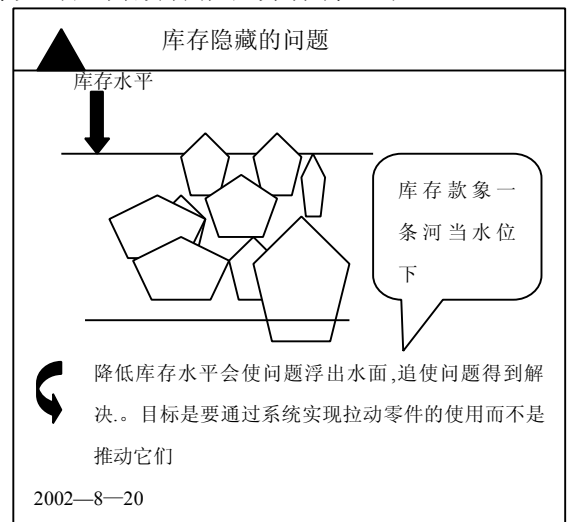 库存隐藏的问题
库存水平
库存款象一
条河当水位
下
降低库存水平会使问题浮出水面,追使问题得到解
决.。目标是要通过系统实现拉动零件的使用而不是
推动它们
2002—8—20